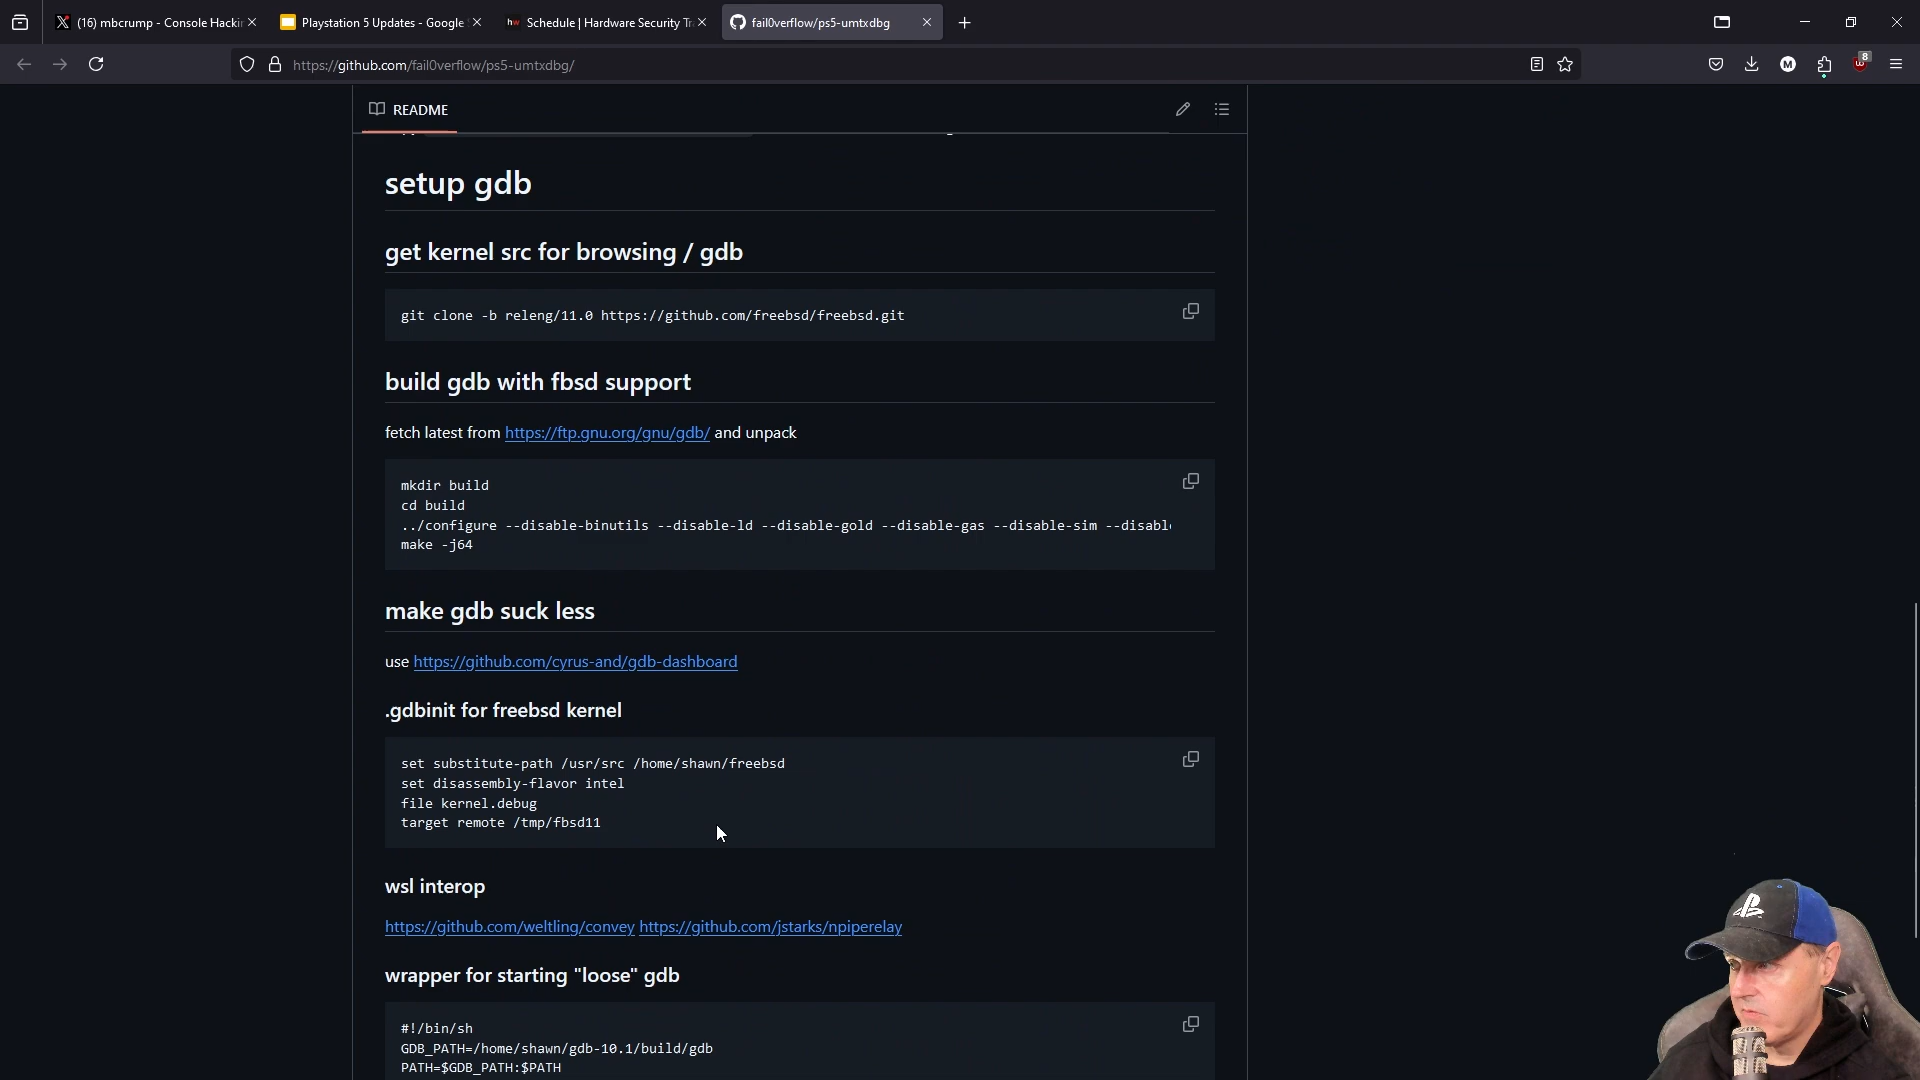 (16) mbcrump - Console Hackin
Playstation 5 Updates - Google
Schedule | Hardware Security Tr
fail0verflow/ps5-umtxdbg
https://github.com/fail0verflow/ps5-umtxdbg/
8
README
setup gdb
get kernel src for browsing / gdb
git clone -b releng/11.0 https://github.com/freebsd/freebsd.git
build gdb with fbsd support
fetch latest from https://ftp.gnu.org/gnu/gdb/ and unpack
mkdir build
cd build
../configure --disable-binutils --disable-ld --disable-gold --disable-gas --disable-sim --disabl
make -j64
make gdb suck less
use https://github.com/cyrus-and/gdb-dashboard
.gdbinit for freebsd kernel
set substitute-path /usr/src /home/shawn/freebsd
set disassembly-flavor intel
file kernel.debug
target remote /tmp/fbsd11
wsl interop
https://github.com/weltling/convey https://github.com/jstarks/npiperelay
wrapper for starting "loose" gdb
#!/bin/sh
GDB_PATH=/home/shawn/gdb-10.1/build/gdb
PATH=$GDB_PATH:$PATH